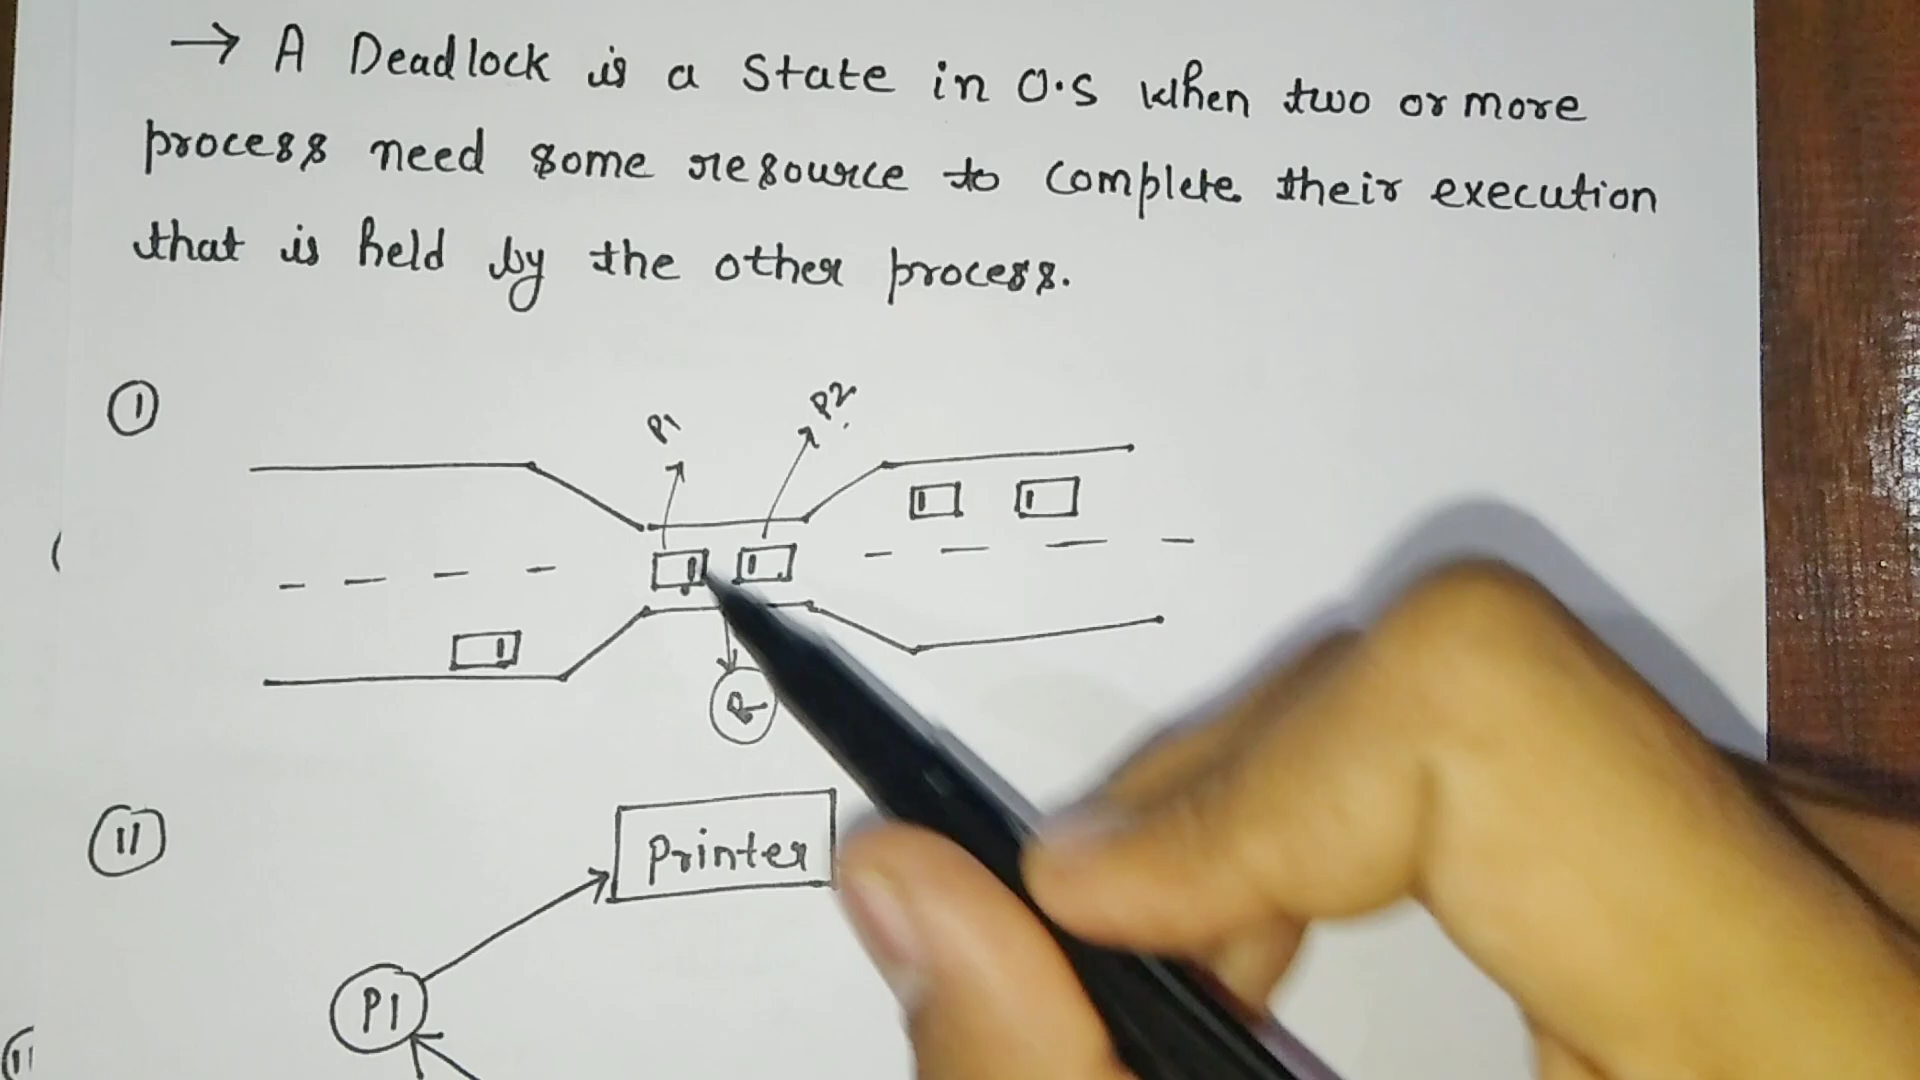 → A Deadlock is a state in O.S when two or more
process need some resource to complete their execution
that is held by the other process.
I
P1
P2
R
II
Printer
P1